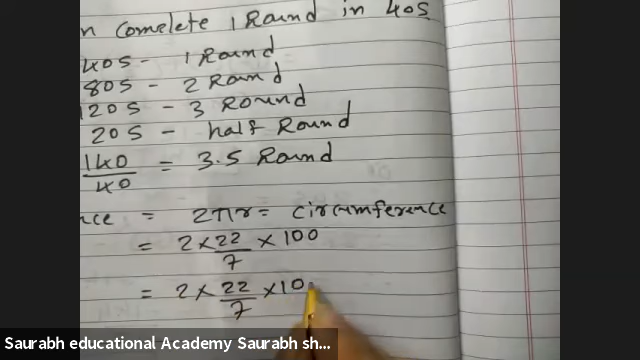 n Comelete 1 Round in 40s
40s - 1 Round
80s - 2 Round
120s - 3 Round
20s - half Round
140/40 = 3.5 Round
nce = 2πr = circumference
= 2 × 22/7 × 100
= 2 × 22/7 × 10
Saurabh educational Academy Saurabh sh...